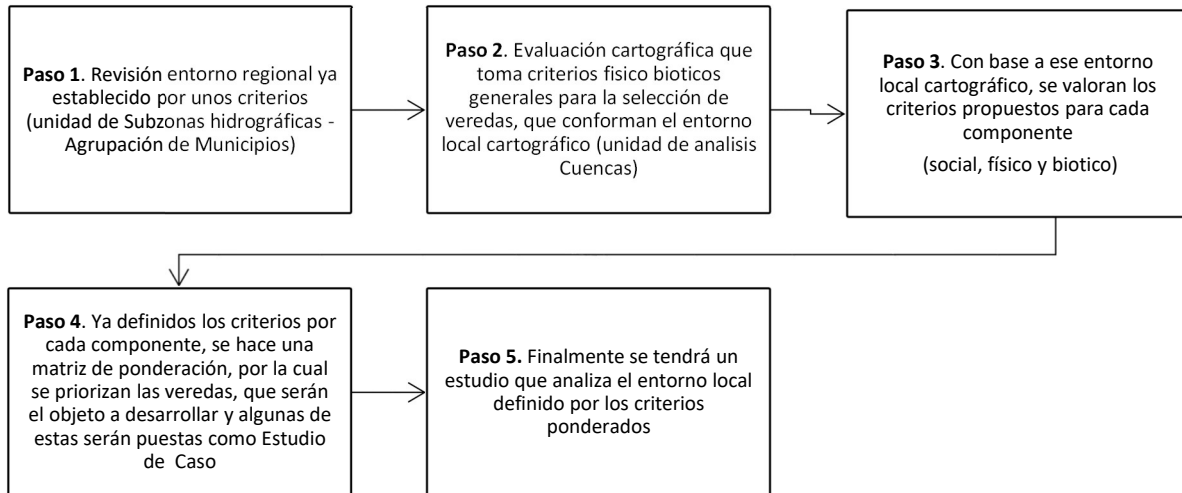 Paso 1. Revisión entorno regional ya
establecido por unos criterios
(unidad de Subzonas hidrográficas -
Agrupación de Municipios)
Paso 2. Evaluación cartográfica que
toma criterios fisico bioticos
generales para la selección de
veredas, que conforman el entorno
local cartográfico (unidad de analisis
Cuencas)
Paso 3. Con base a ese entorno
local cartográfico, se valoran los
criterios propuestos para cada
componente
(social, físico y biotico)
Paso 4. Ya definidos los criterios por
cada componente, se hace una
matriz de ponderación, por la cual
se priorizan las veredas, que serán
el objeto a desarrollar y algunas de
estas serán puestas como Estudio
de Caso
Paso 5. Finalmente se tendrá un
estudio que analiza el entorno local
definido por los criterios
ponderados